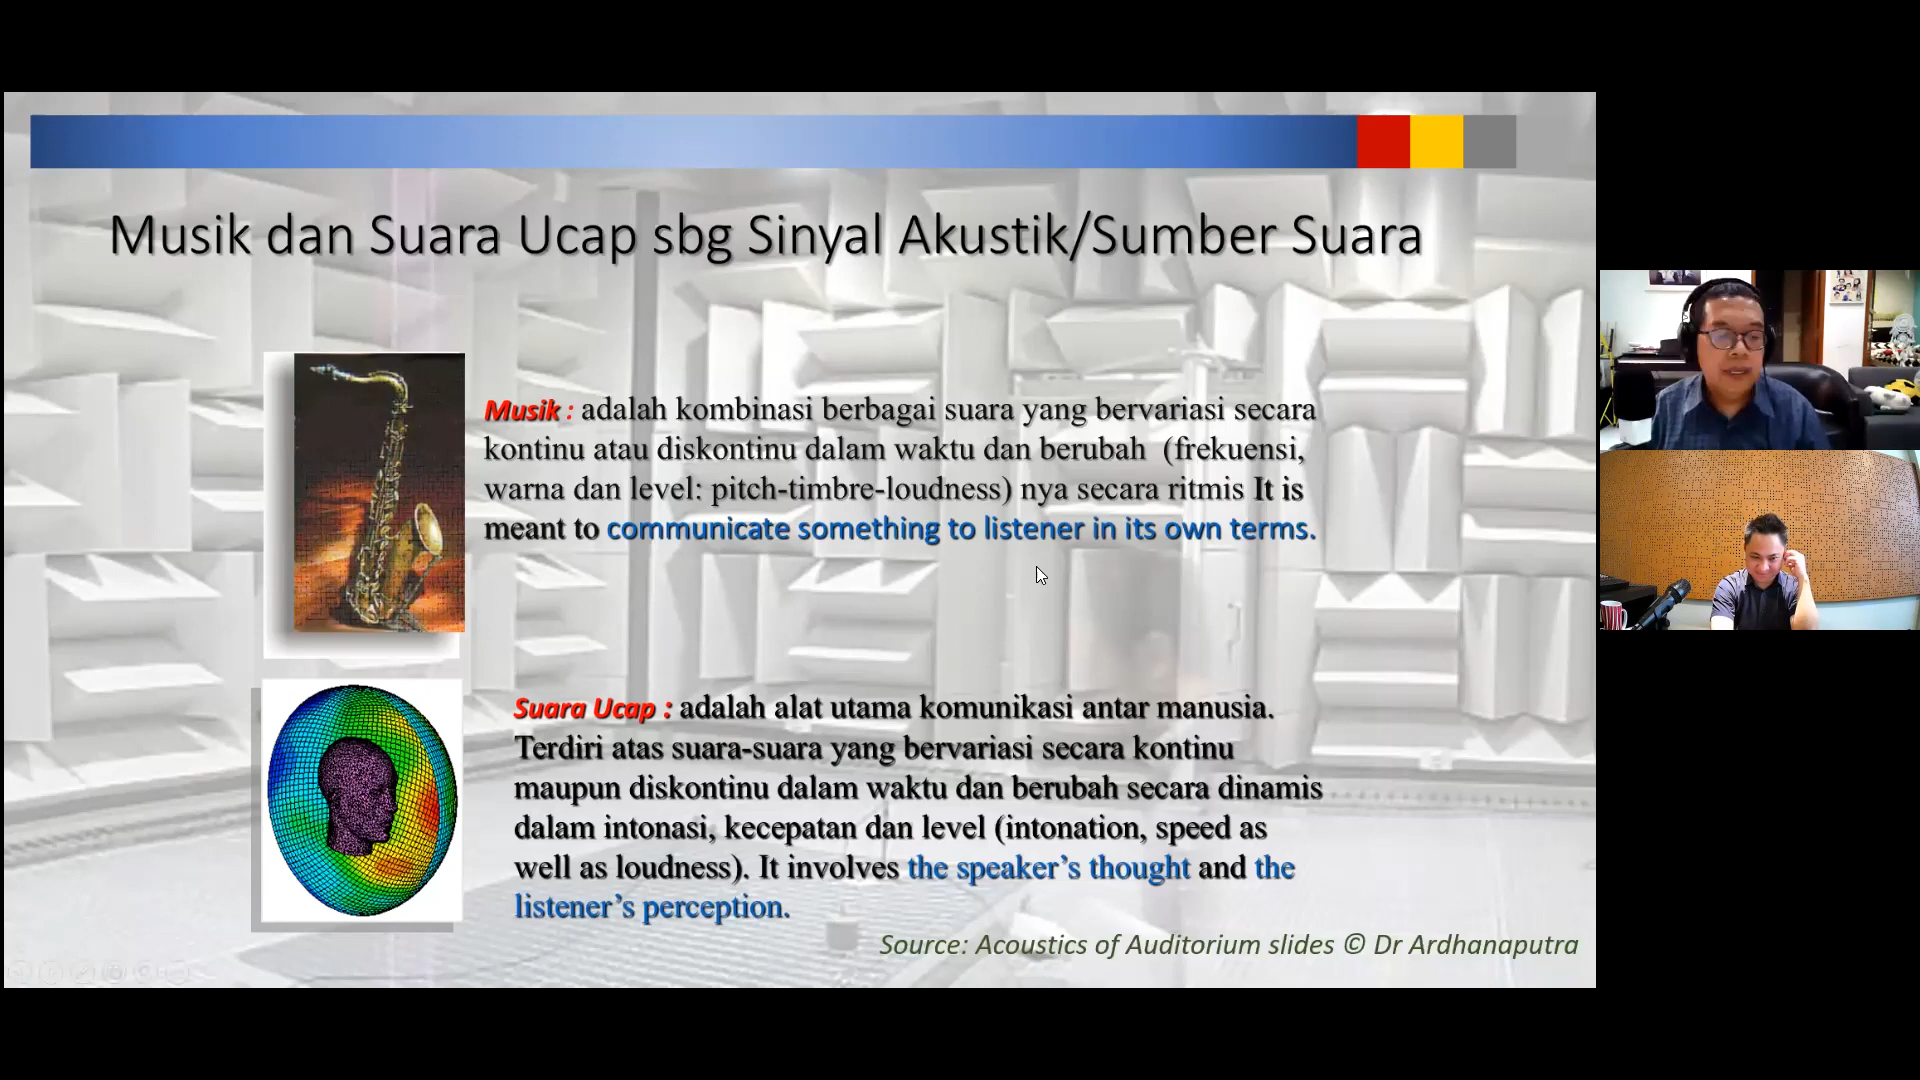 Musik dan Suara Ucap sbg Sinyal Akustik/Sumber Suara
Musik : adalah kombinasi berbagai suara yang bervariasi secara
kontinu atau diskontinu dalam waktu dan berubah (frekuensi,
warna dan level: pitch-timbre-loudness) nya secara ritmis It is
meant to communicate something to listener in its own terms.
Suara Ucap : adalah alat utama komunikasi antar manusia.
Terdiri atas suara-suara yang bervariasi secara kontinu
maupun diskontinu dalam waktu dan berubah secara dinamis
dalam intonasi, kecepatan dan level (intonation, speed as
well as loudness). It involves the speaker’s thought and the
listener’s perception.
Source: Acoustics of Auditorium slides © Dr Ardhanaputra